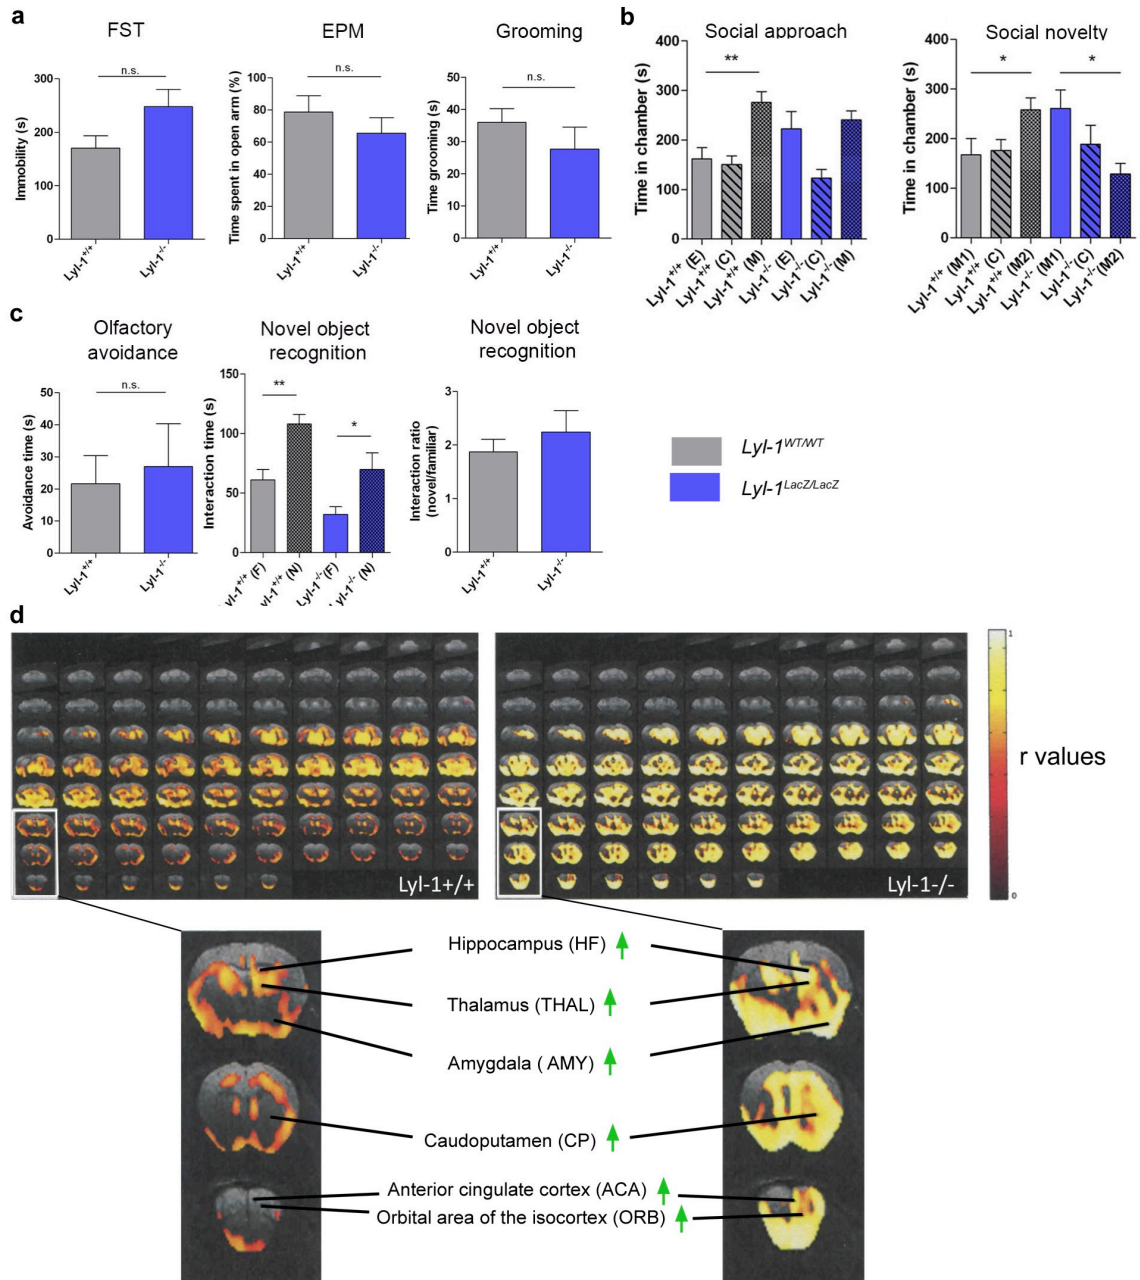 a
FST
n.s.
Immobility (s)
300
200
100
0
Lyl-1+/+
Lyl-1-/-
EPM
n.s.
Time spent in open arm (%)
100
80
60
40
20
0
Lyl-1+/+
Lyl-1-/-
Grooming
n.s.
Time grooming (s)
50
40
30
20
10
0
Lyl-1+/+
Lyl-1-/-
b
Social approach
**
Time in chamber (s)
400
300
200
100
0
Lyl-1+/+ (E)
Lyl-1+/+ (C)
Lyl-1+/+ (M)
Lyl-1-/- (E)
Lyl-1-/- (C)
Lyl-1-/- (M)
Social novelty
*
*
Time in chamber (s)
400
300
200
100
0
Lyl-1+/+ (M1)
Lyl-1+/+ (C)
Lyl-1+/+ (M2)
Lyl-1-/- (M1)
Lyl-1-/- (C)
Lyl-1-/- (M2)
c
Olfactory
avoidance
n.s.
Avoidance time (s)
50
40
30
20
10
0
Lyl-1+/+
Lyl-1-/-
Novel object
recognition
**
*
Interaction time (s)
150
100
50
0
Lyl-1+/+ (F)
Lyl-1+/+ (N)
Lyl-1-/- (F)
Lyl-1-/- (N)
Novel object
recognition
Interaction ratio
(novel/familiar)
3
2
1
0
Lyl-1+/+
Lyl-1-/-
Lyl-1WT/WT
Lyl-1LacZ/LacZ
d
Lyl-1+/+
Lyl-1-/-
1
0
r values
Hippocampus (HF)
Thalamus (THAL)
Amygdala ( AMY)
Caudoputamen (CP)
Anterior cingulate cortex (ACA)
Orbital area of the isocortex (ORB)